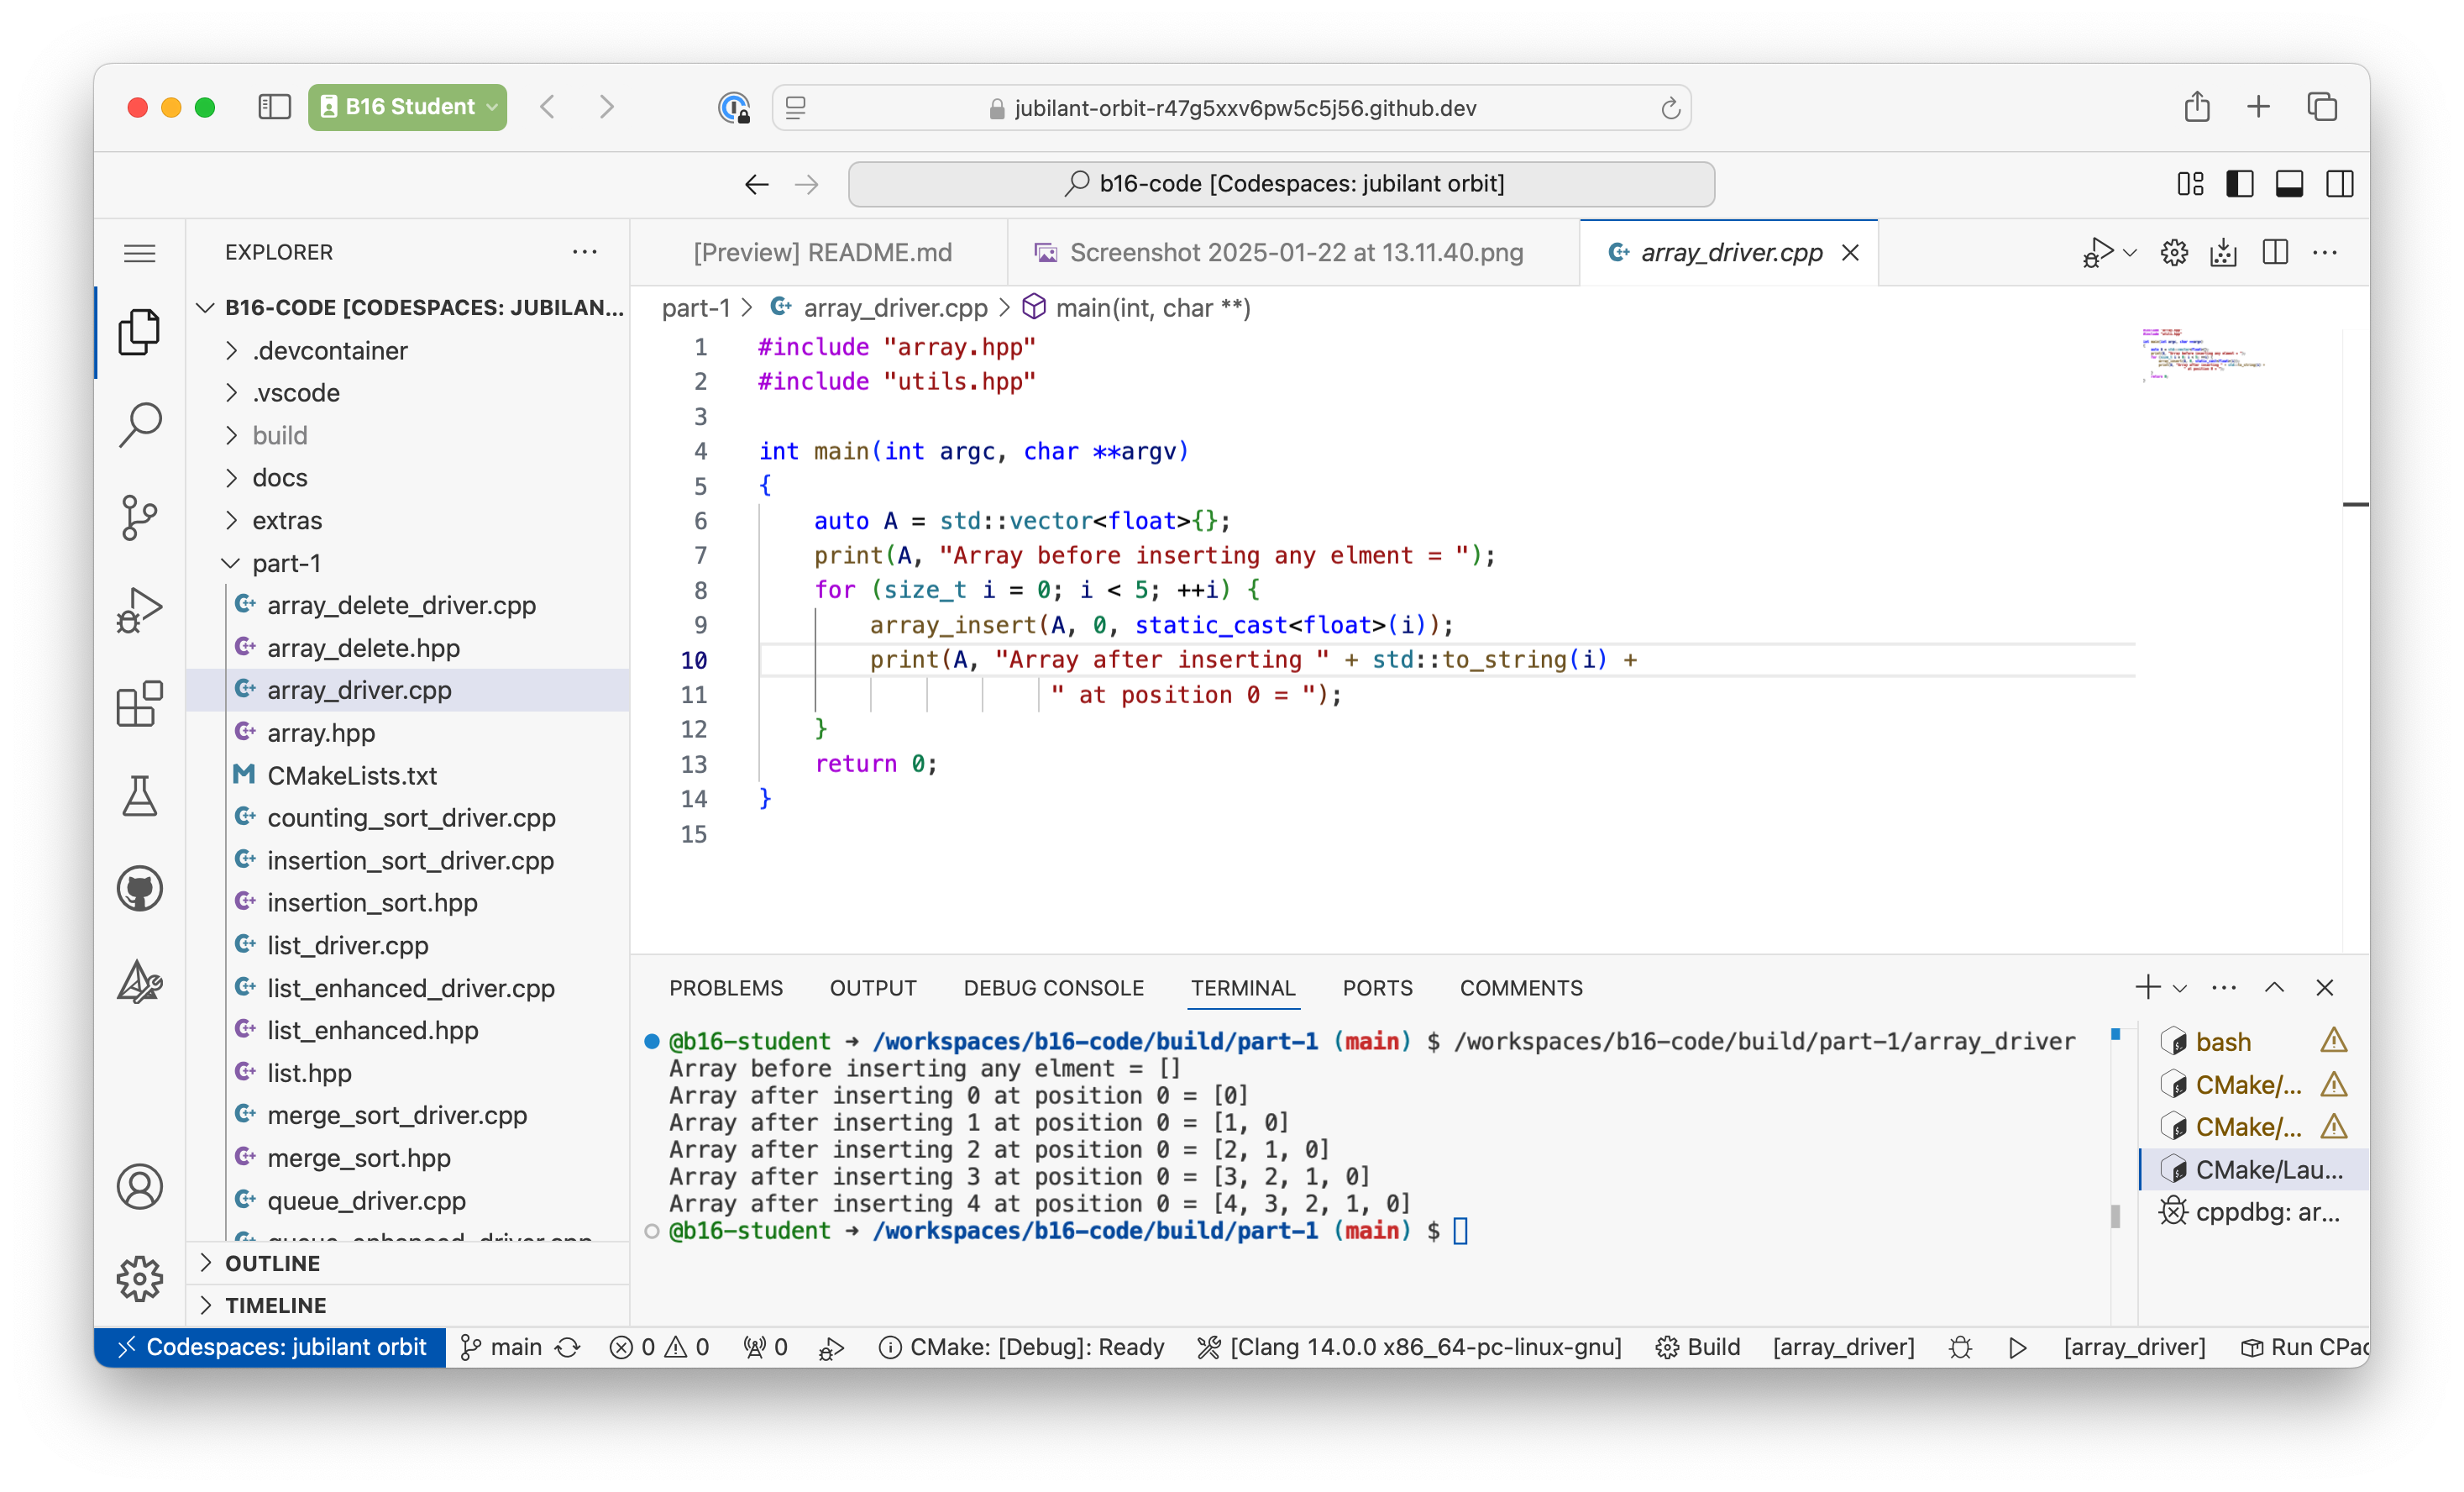 B16 Student
jubilant-orbit-r47g5xxv6pw5c5j56.github.dev
b16-code [Codespaces: jubilant orbit]
EXPLORER
B16-CODE [CODESPACES: JUBILAN...
.devcontainer
.vscode
build
docs
extras
part-1
array_delete_driver.cpp
array_delete.hpp
array_driver.cpp
array.hpp
CMakeLists.txt
counting_sort_driver.cpp
insertion_sort_driver.cpp
insertion_sort.hpp
list_driver.cpp
list_enhanced_driver.cpp
list_enhanced.hpp
list.hpp
merge_sort_driver.cpp
merge_sort.hpp
queue_driver.cpp
OUTLINE
TIMELINE
[Preview] README.md
Screenshot 2025-01-22 at 13.11.40.png
array_driver.cpp
part-1 > array_driver.cpp > main(int, char **)
1 #include "array.hpp"
2 #include "utils.hpp"
3
4 int main(int argc, char **argv)
5 {
6     auto A = std::vector<float>{};
7     print(A, "Array before inserting any elment = ");
8     for (size_t i = 0; i < 5; ++i) {
9         array_insert(A, 0, static_cast<float>(i));
10         print(A, "Array after inserting " + std::to_string(i) +
11                      " at position 0 = ");
12     }
13     return 0;
14 }
15
PROBLEMS OUTPUT DEBUG CONSOLE TERMINAL PORTS COMMENTS
@b16-student → /workspaces/b16-code/build/part-1 (main) $ /workspaces/b16-code/build/part-1/array_driver
Array before inserting any elment = []
Array after inserting 0 at position 0 = [0]
Array after inserting 1 at position 0 = [1, 0]
Array after inserting 2 at position 0 = [2, 1, 0]
Array after inserting 3 at position 0 = [3, 2, 1, 0]
Array after inserting 4 at position 0 = [4, 3, 2, 1, 0]
@b16-student → /workspaces/b16-code/build/part-1 (main) $
bash
CMake/...
CMake/...
CMake/Lau...
cppdbg: ar...
Codespaces: jubilant orbit main 0 0 0 CMake: [Debug]: Ready [Clang 14.0.0 x86_64-pc-linux-gnu] Build [array_driver] [array_driver] Run CPac